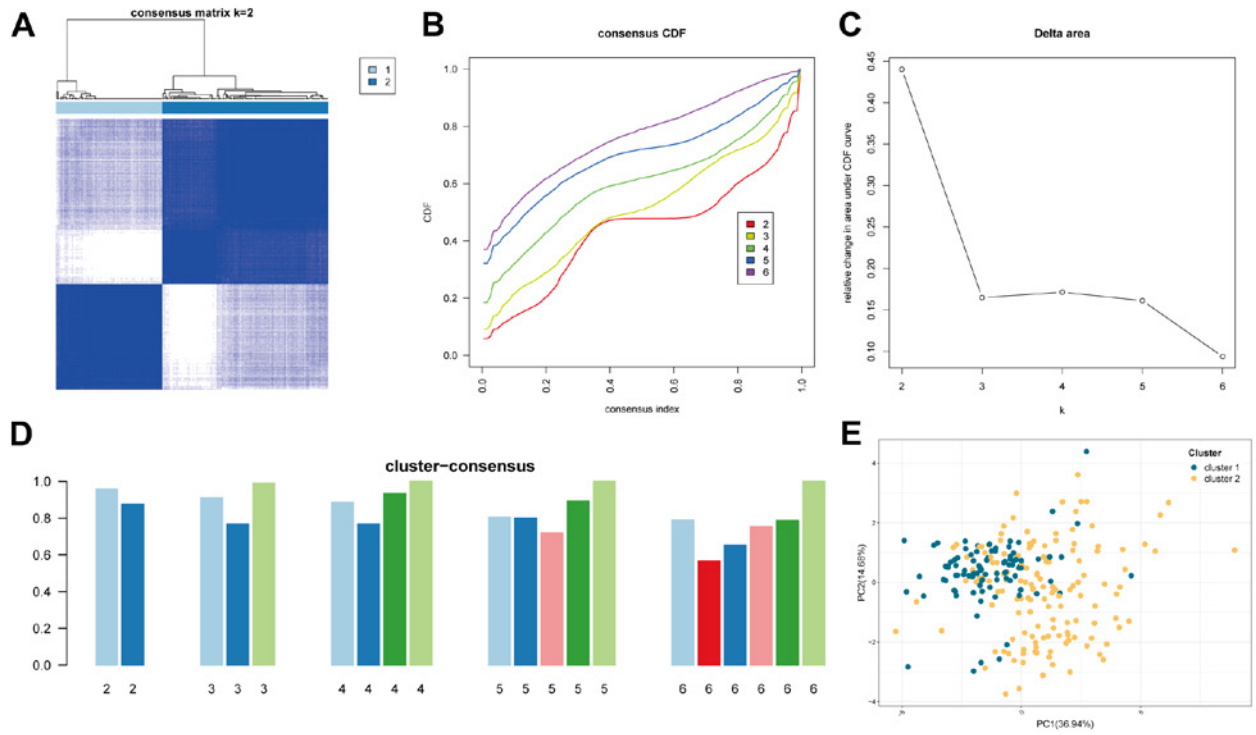 A
consensus matrix k=2
1
2
B
consensus CDF
CDF
1.0
0.8
0.6
0.4
0.2
0.0
2
3
4
5
6
0.0 0.2 0.4 0.6 0.8 1.0
consensus index
C
Delta area
relative change in area under CDF curve
0.45
0.40
0.35
0.30
0.25
0.20
0.15
0.10
2 3 4 5 6
k
D
cluster-consensus
1.0
0.8
0.6
0.4
0.2
0.0
2 2 3 3 3 4 4 4 4 5 5 5 5 5 6 6 6 6 6 6
E
Cluster
cluster 1
cluster 2
PC2(14.68%)
4
2
0
-2
-4
PC1(36.94%)